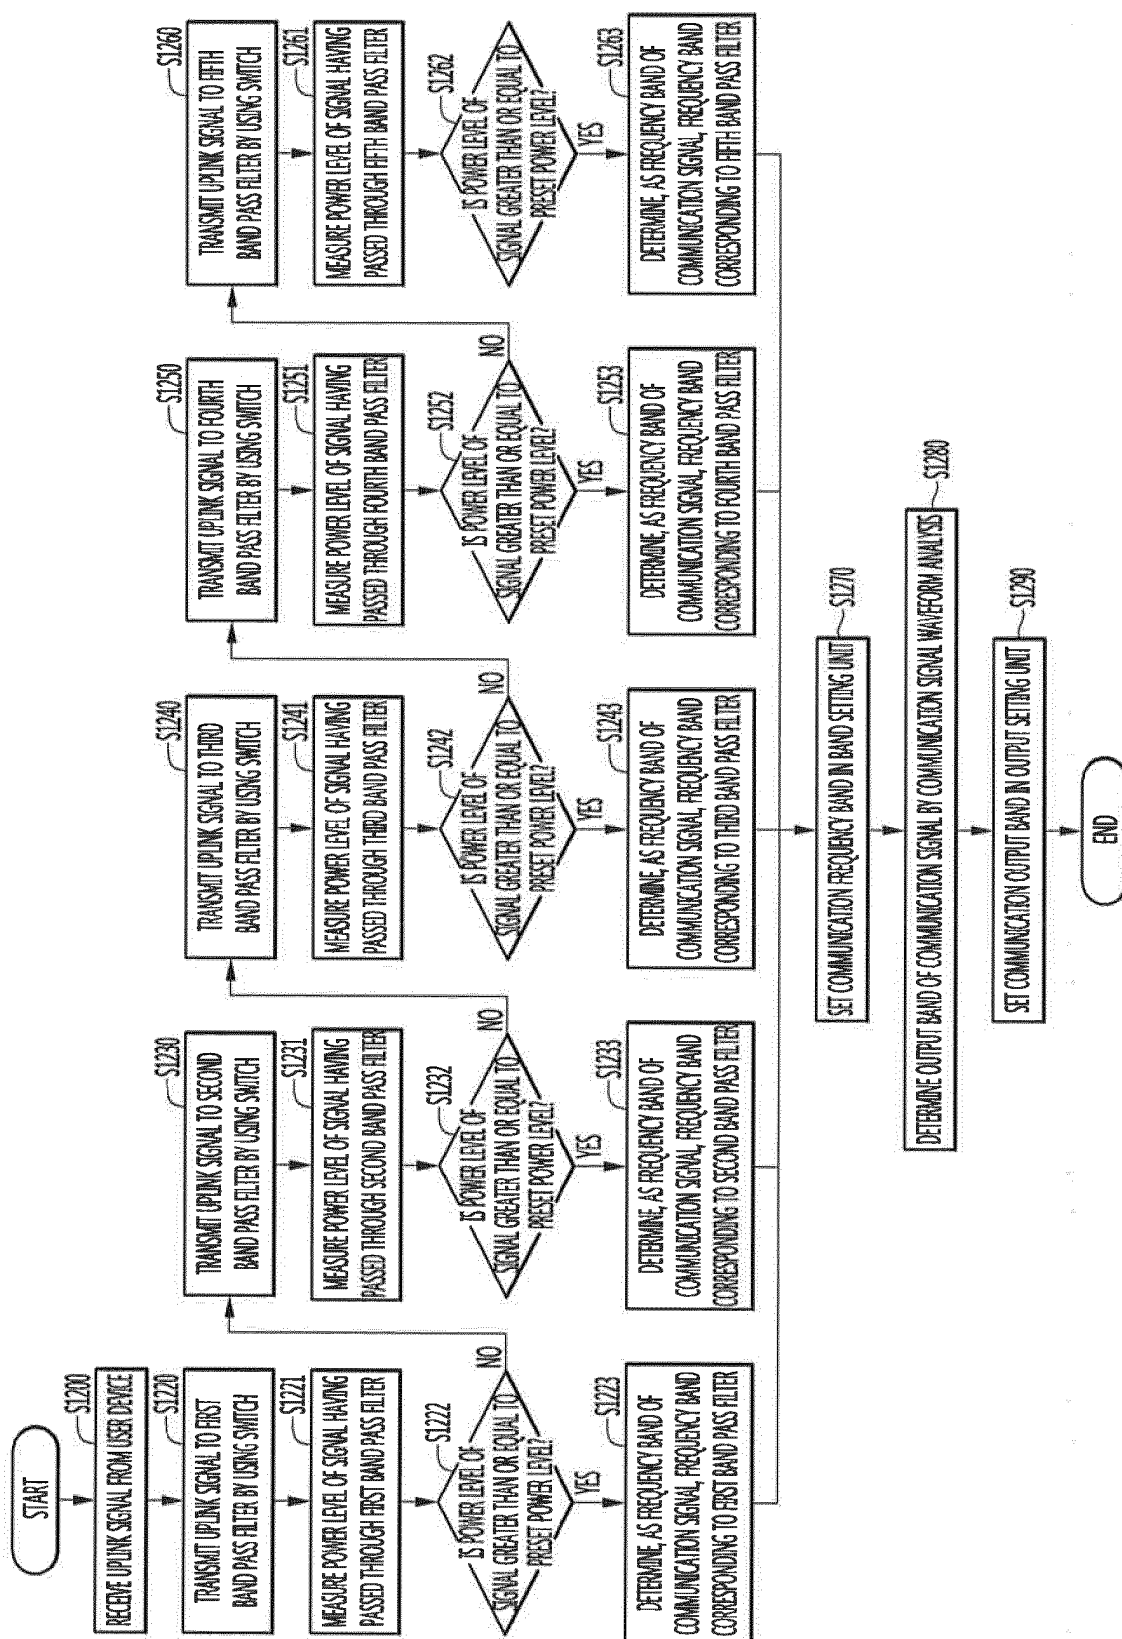 START
S1200
RECEIVE UPLINK SIGNAL FROM USER DEVICE
S1220
TRANSMIT UPLINK SIGNAL TO FIRST
BAND PASS FILTER BY USING SWITCH
S1221
MEASURE POWER LEVEL OF SIGNAL HAVING
PASSED THROUGH FIRST BAND PASS FILTER
S1222
IS POWER LEVEL OF
SIGNAL GREATER THAN OR EQUAL TO
PRESET POWER LEVEL?
NO
YES
S1223
DETERMINE, AS FREQUENCY BAND OF
COMMUNICATION SIGNAL, FREQUENCY BAND
CORRESPONDING TO FIRST BAND PASS FILTER
S1230
TRANSMIT UPLINK SIGNAL TO SECOND
BAND PASS FILTER BY USING SWITCH
S1231
MEASURE POWER LEVEL OF SIGNAL HAVING
PASSED THROUGH SECOND BAND PASS FILTER
S1232
IS POWER LEVEL OF
SIGNAL GREATER THAN OR EQUAL TO
PRESET POWER LEVEL?
NO
YES
S1233
DETERMINE, AS FREQUENCY BAND OF
COMMUNICATION SIGNAL, FREQUENCY BAND
CORRESPONDING TO SECOND BAND PASS FILTER
S1240
TRANSMIT UPLINK SIGNAL TO THIRD
BAND PASS FILTER BY USING SWITCH
S1241
MEASURE POWER LEVEL OF SIGNAL HAVING
PASSED THROUGH THIRD BAND PASS FILTER
S1242
IS POWER LEVEL OF
SIGNAL GREATER THAN OR EQUAL TO
PRESET POWER LEVEL?
NO
YES
S1243
DETERMINE, AS FREQUENCY BAND OF
COMMUNICATION SIGNAL, FREQUENCY BAND
CORRESPONDING TO THIRD BAND PASS FILTER
S1250
TRANSMIT UPLINK SIGNAL TO FOURTH
BAND PASS FILTER BY USING SWITCH
S1251
MEASURE POWER LEVEL OF SIGNAL HAVING
PASSED THROUGH FOURTH BAND PASS FILTER
S1252
IS POWER LEVEL OF
SIGNAL GREATER THAN OR EQUAL TO
PRESET POWER LEVEL?
NO
YES
S1253
DETERMINE, AS FREQUENCY BAND OF
COMMUNICATION SIGNAL, FREQUENCY BAND
CORRESPONDING TO FOURTH BAND PASS FILTER
S1260
TRANSMIT UPLINK SIGNAL TO FIFTH
BAND PASS FILTER BY USING SWITCH
S1261
MEASURE POWER LEVEL OF SIGNAL HAVING
PASSED THROUGH FIFTH BAND PASS FILTER
S1262
IS POWER LEVEL OF
SIGNAL GREATER THAN OR EQUAL TO
PRESET POWER LEVEL?
YES
S1263
DETERMINE, AS FREQUENCY BAND OF
COMMUNICATION SIGNAL, FREQUENCY BAND
CORRESPONDING TO FIFTH BAND PASS FILTER
S1270
SET COMMUNICATION FREQUENCY BAND IN BAND SETTING UNIT
S1280
DETERMINE OUTPUT BAND OF COMMUNICATION SIGNAL BY COMMUNICATION SIGNAL WAVEFORM ANALYSIS
S1290
SET COMMUNICATION OUTPUT BAND IN OUTPUT SETTING UNIT
END